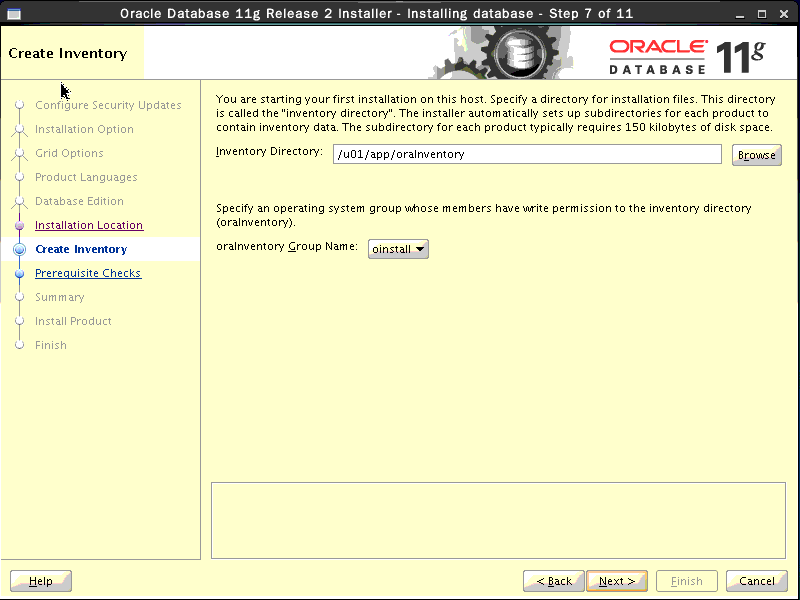 Oracle Database 11g Release 2 Installer - Installing database - Step 7 of 11
Create Inventory
ORACLE
DATABASE 11g
Configure Security Updates
Installation Option
Grid Options
Product Languages
Database Edition
Installation Location
Create Inventory
Prerequisite Checks
Summary
Install Product
Finish
You are starting your first installation on this host. Specify a directory for installation files. This directory
is called the "inventory directory". The installer automatically sets up subdirectories for each product to
contain inventory data. The subdirectory for each product typically requires 150 kilobytes of disk space.
Inventory Directory: /u01/app/oraInventory Browse
Specify an operating system group whose members have write permission to the inventory directory
(oraInventory).
oraInventory Group Name: oinstall
Help < Back Next > Finish Cancel